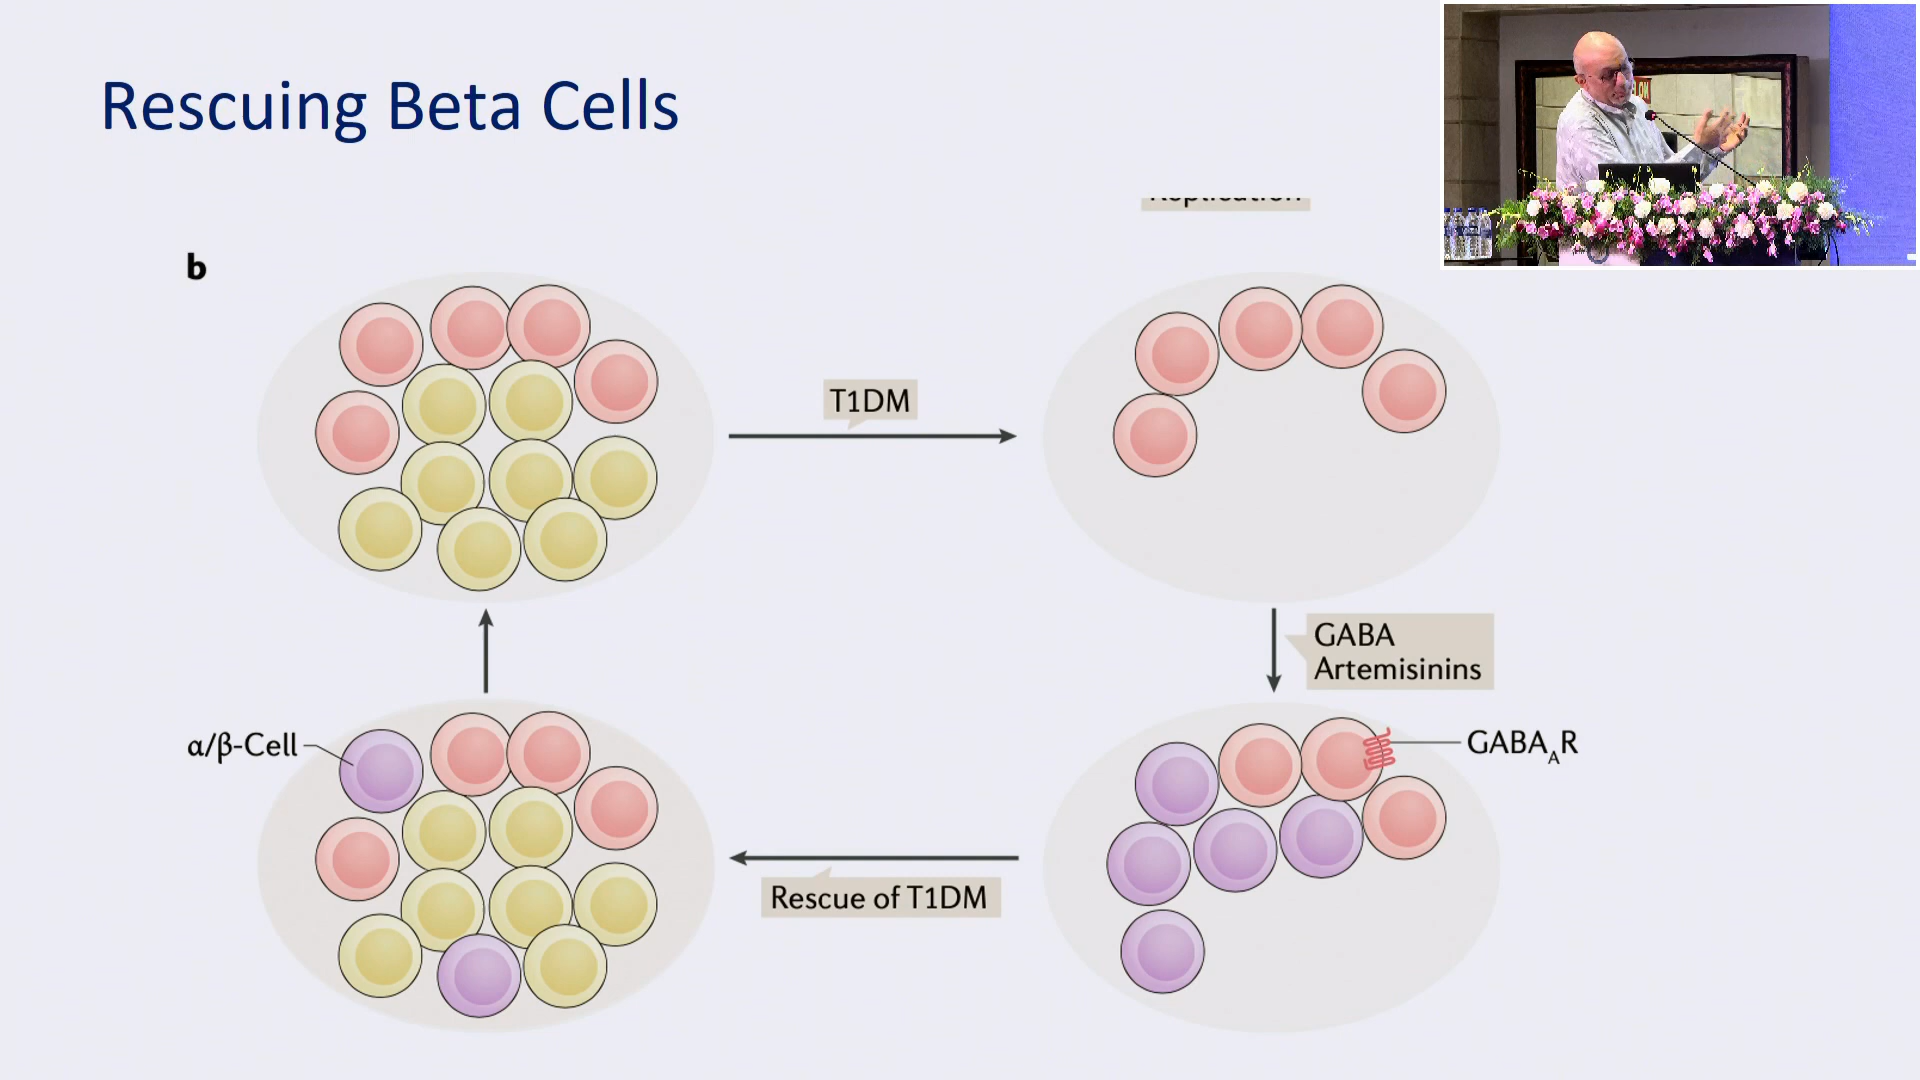 Rescuing Beta Cells
b
T1DM
GABA
Artemisinins
α/β-Cell
GABA_AR
Rescue of T1DM